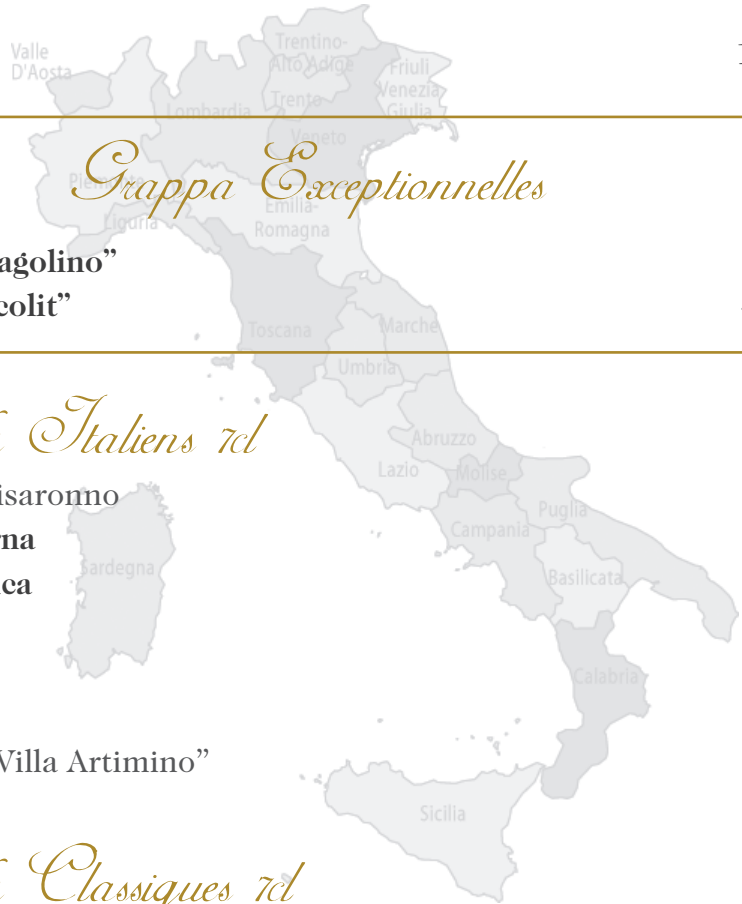 Valle
D'Aosta
Trentino-
Alto Adige
Friuli
Venezia
Giulia
Lombardia
Trento
Veneto
Piemonte
Grappa Exceptionnelles
Liguria
Emilia-
Romagna
agolino”
colit”
Toscana
Marche
Umbria
Italiens 7cl
Abruzzo
Lazio
Molise
isaronno
Puglia
rna
Campania
Sardegna
Basilicata
ica
Calabria
Villa Artimino”
Sicilia
Classiques 7cl